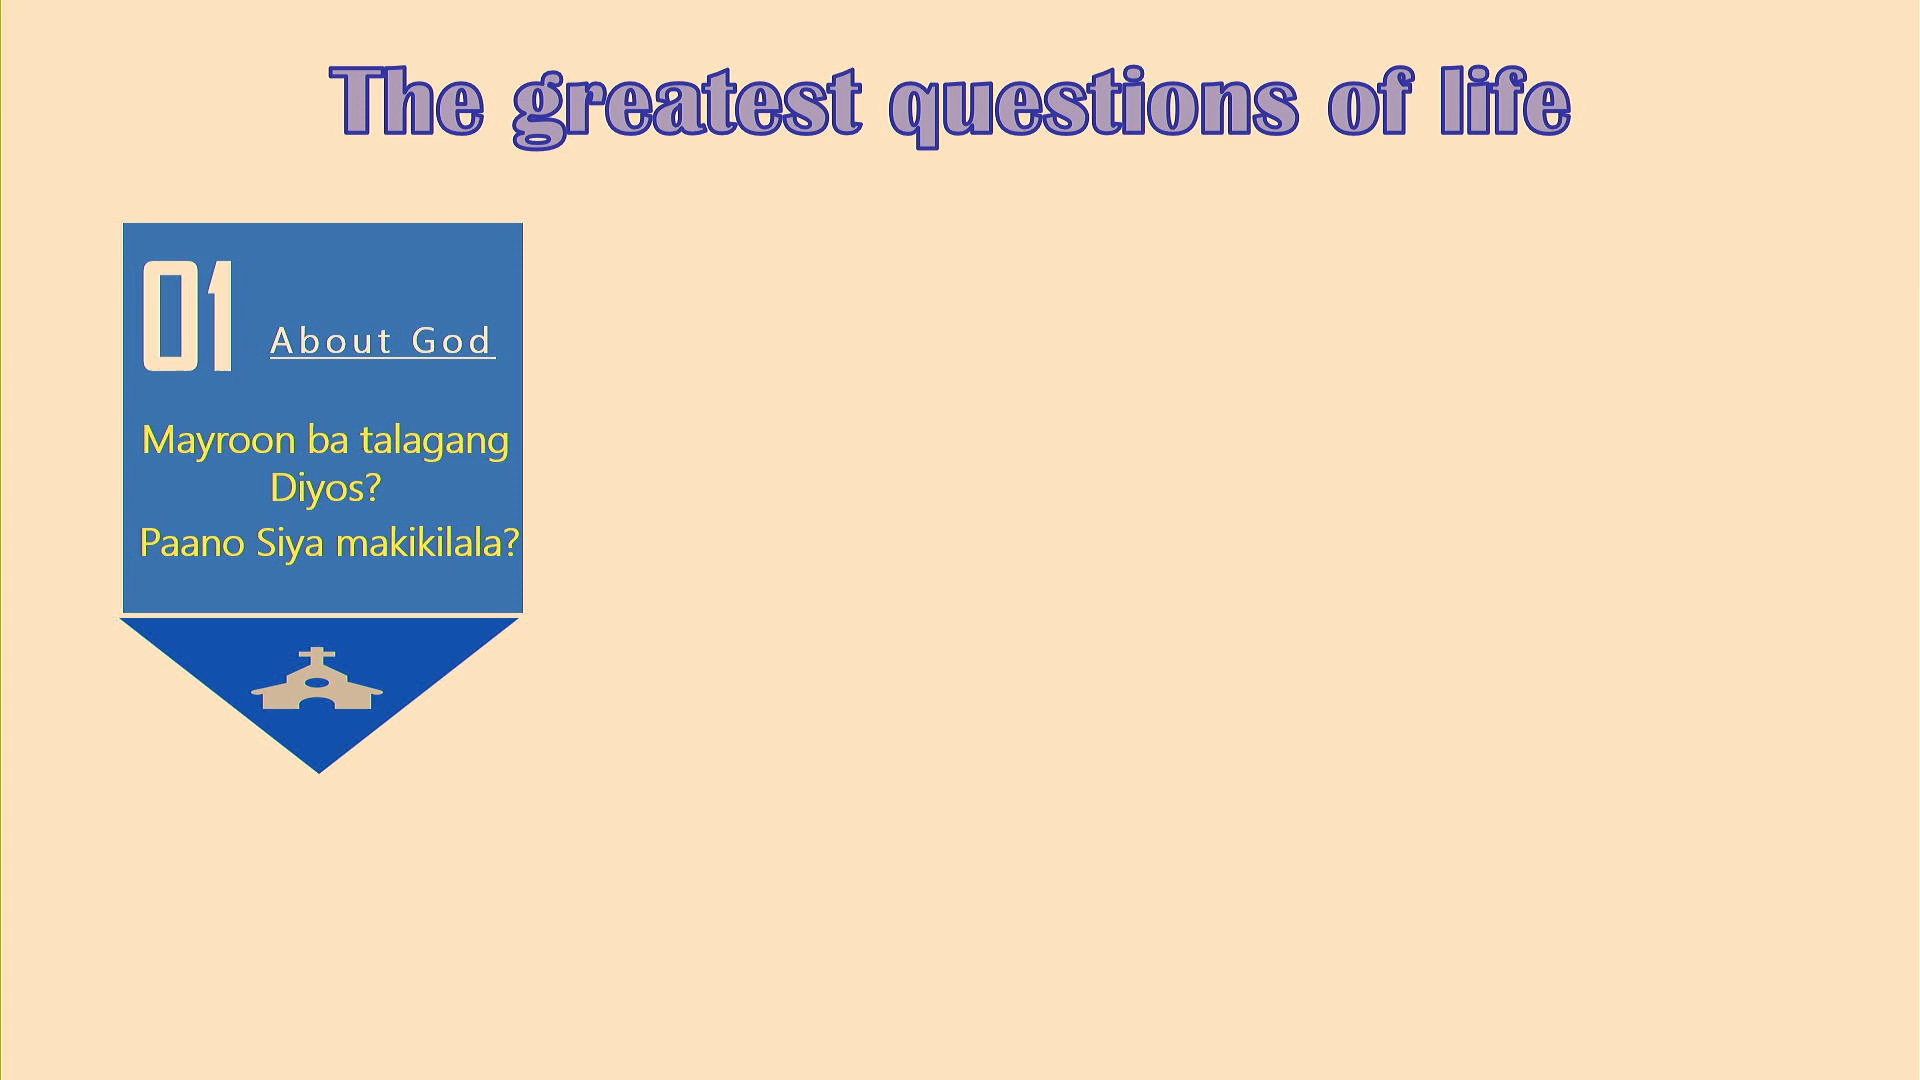 The greatest questions of life
01
About God
Mayroon ba talagang
Diyos?
Paano Siya makikilala?